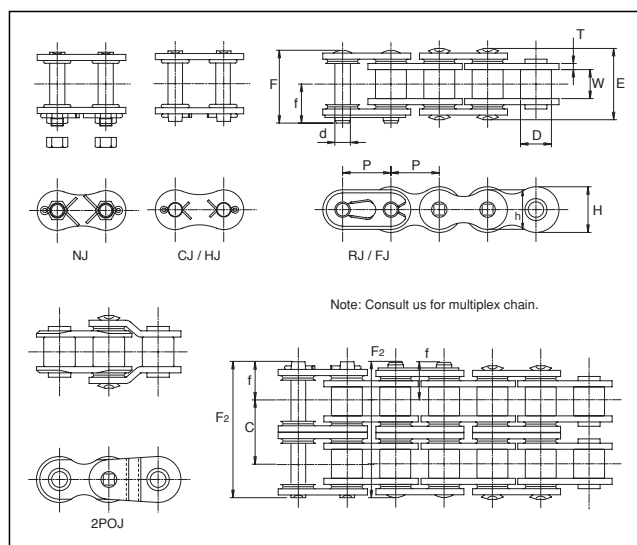 T
F
f
d
W
E
D
P P
h
H
NJ
CJ / HJ
RJ / FJ
Note: Consult us for multiplex chain.
F2
f
C
F2
f
2POJ